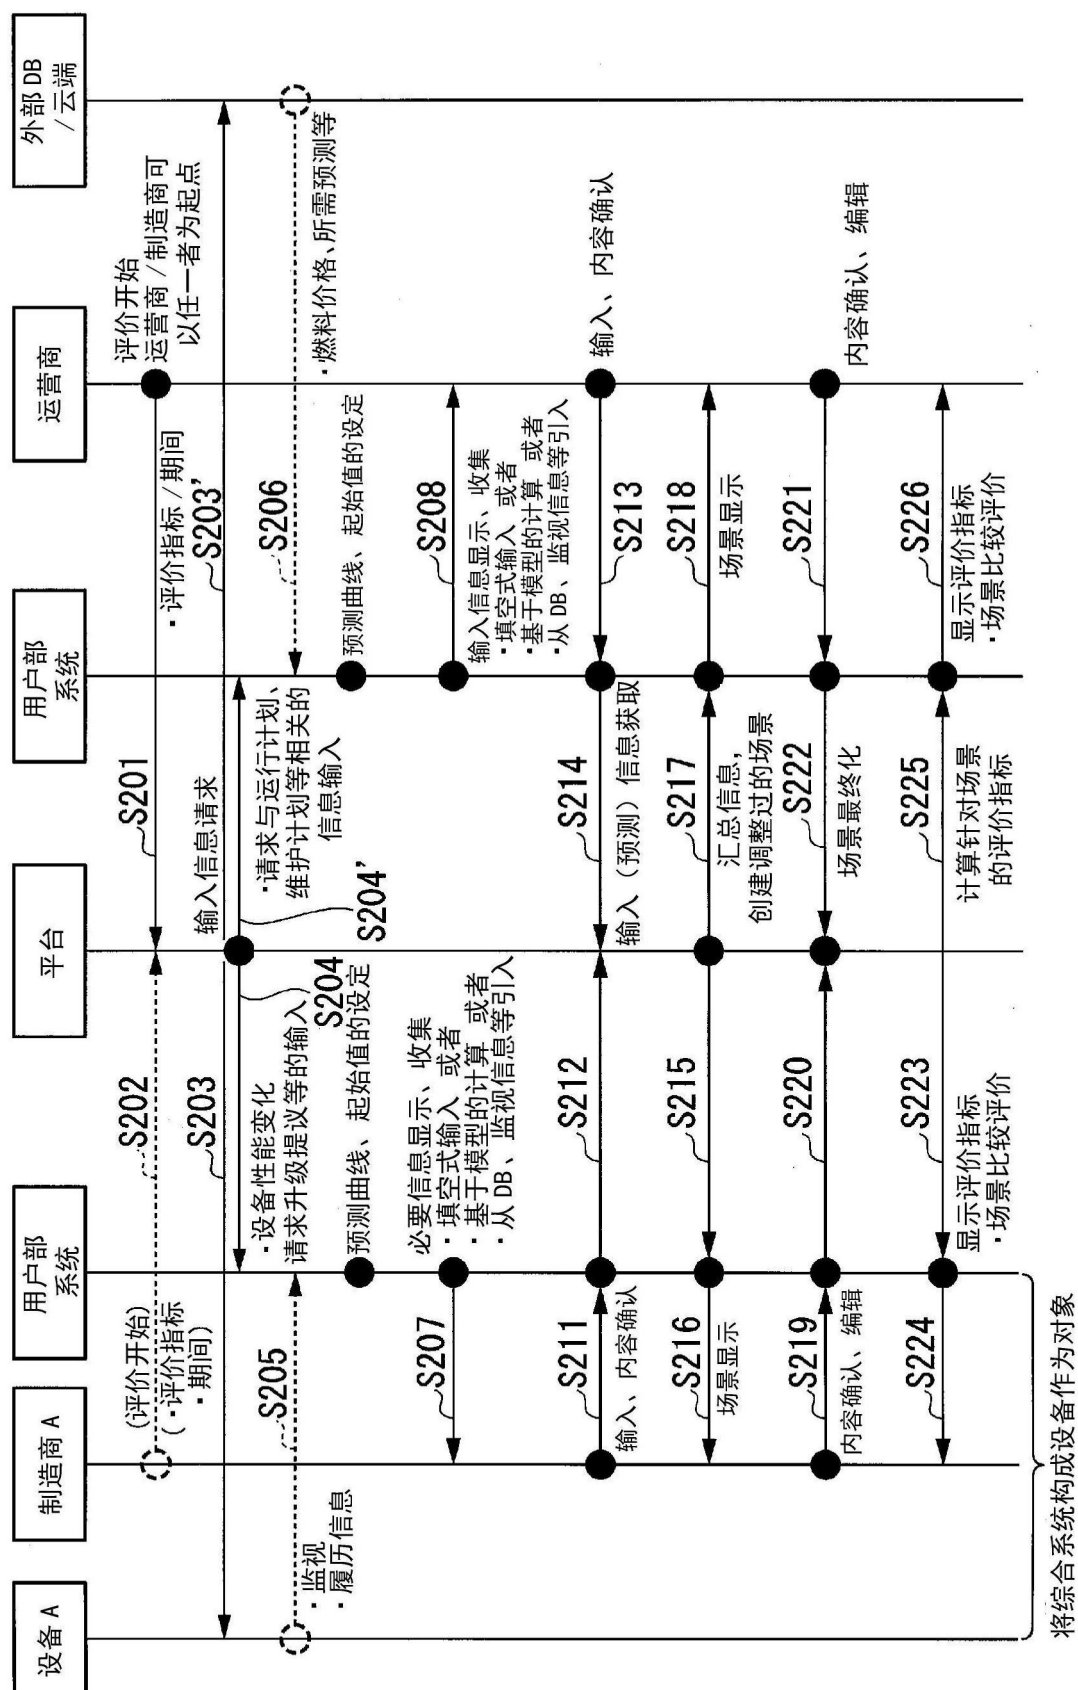 设备 A
制造商 A
用户部
系统
平台
用户部
系统
运营商
外部 DB
/云端
(评价开始)
(·评价指标
·期间)
S202
S201
·评价指标/期间
评价开始
运营商/制造商可
以任一者为起点
S203
输入信息请求
S203'
·设备性能变化
请求升级提议等的输入
S204
S204'
·请求与运行计划、
维护计划等相关的
信息输入
·监视
·履历信息
S205
S206
·燃料价格、所需预测等
预测曲线、起始值的设定
预测曲线、起始值的设定
S207
必要信息显示、收集
·填空式输入 或者
·基于模型的计算 或者
·从 DB、监视信息等引入
S208
输入信息显示、收集
·填空式输入 或者
·基于模型的计算 或者
·从 DB、监视信息等引入
S211
输入、内容确认
S212
S214
输入（预测）信息获取
S213
输入、内容确认
S216
场景显示
S215
S217
汇总信息,
创建调整过的场景
S218
场景显示
S219
内容确认、编辑
S220
S222
场景最终化
S221
内容确认、编辑
S224
S223
显示评价指标
·场景比较评价
S225
计算针对场景
的评价指标
S226
显示评价指标
·场景比较评价
将综合系统构成设备作为对象